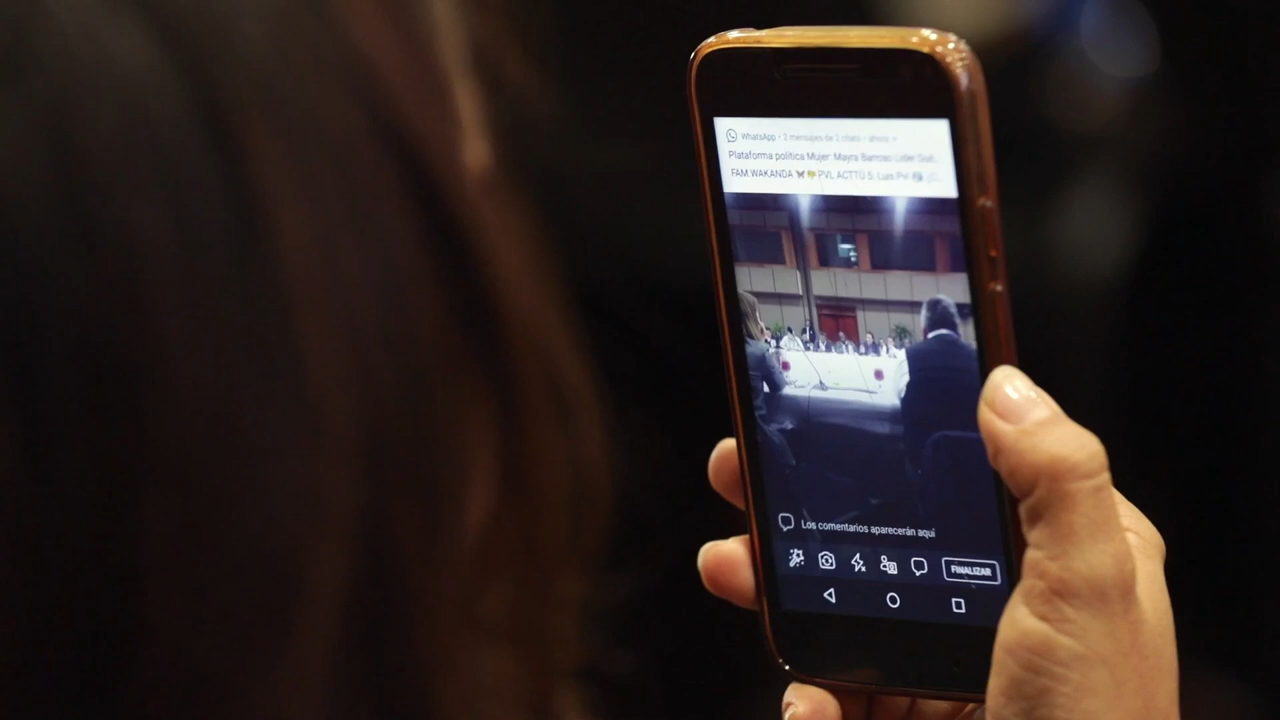 WhatsApp • 2 mensajes de 2 chats • ahora
Plataforma política Mujer: Mayra Barroso Lider
FAM.WAKANDA 🦋🌴PVL ACTTÚ 5: Luis Pvl
Los comentarios aparecerán aquí
FINALIZAR